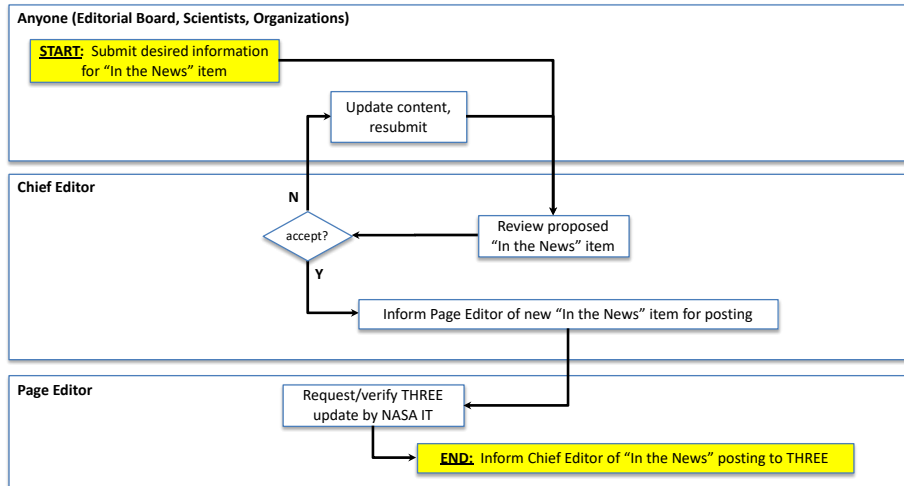 Anyone (Editorial Board, Scientists, Organizations)
START: Submit desired information
for “In the News” item
Update content,
resubmit
Chief Editor
N
accept?
Review proposed
“In the News” item
Y
Inform Page Editor of new “In the News” item for posting
Page Editor
Request/verify THREE
update by NASA IT
END: Inform Chief Editor of “In the News” posting to THREE